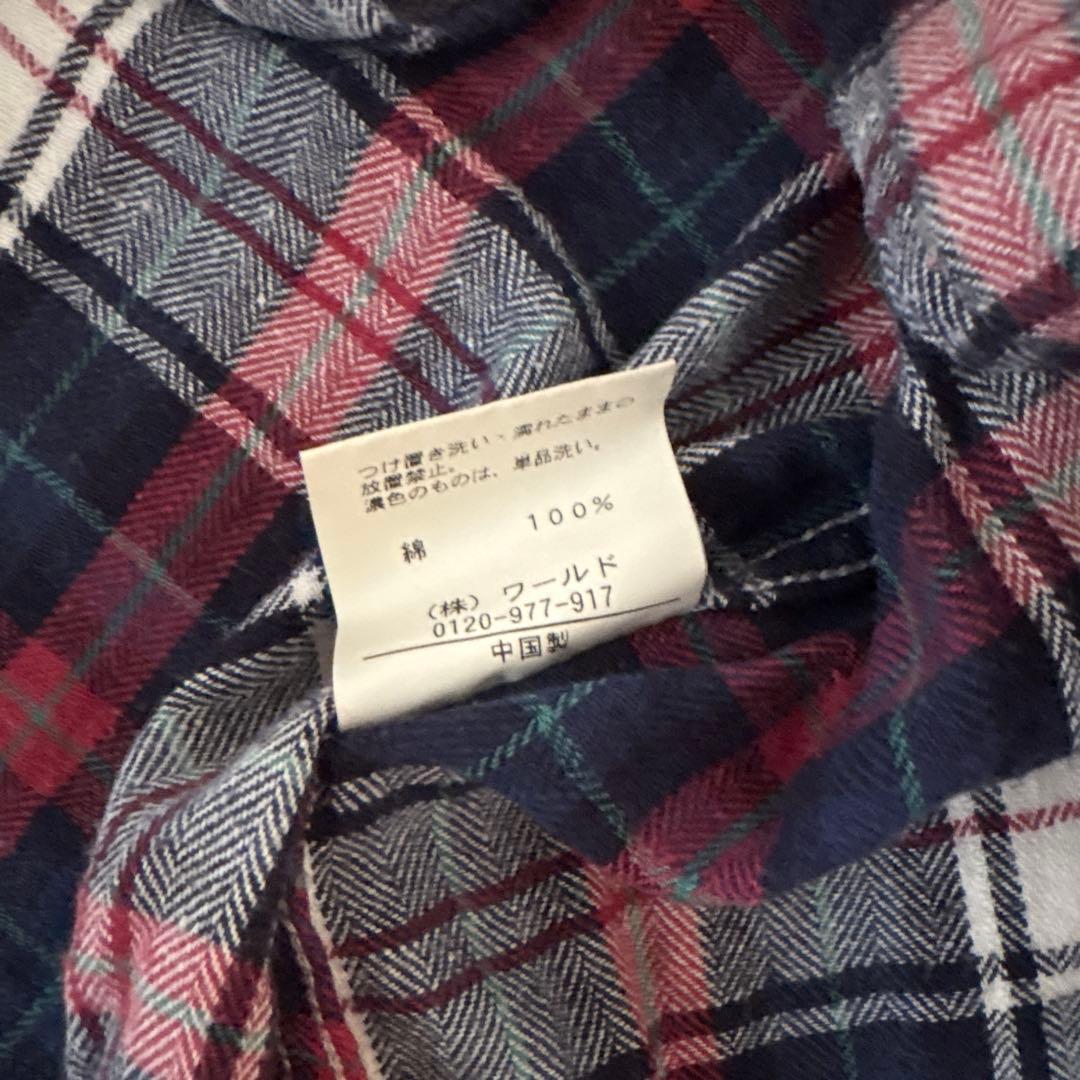 つけ置き洗い、濡れたままの
放置禁止。
濃色のものは、単品洗い。
綿 100%
(株) ワールド
0120-977-917
中国製